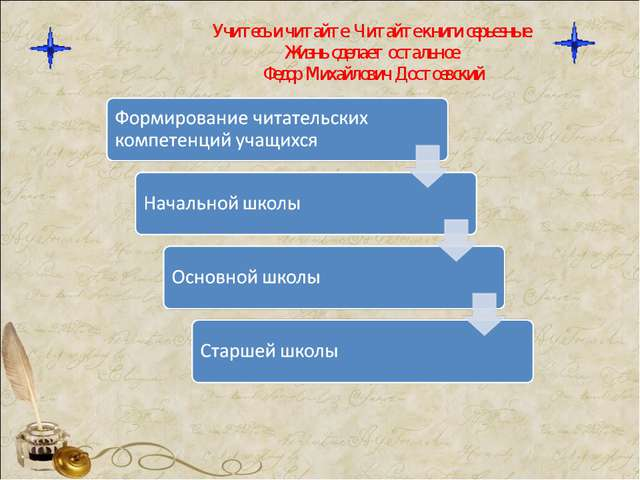 Учитесь и читайте. Читайте книги серьезные.
Жизнь сделает остальное.
Федор Михайлович Достоевский
Формирование читательских
компетенций учащихся
Начальной школы
Основной школы
Старшей школы